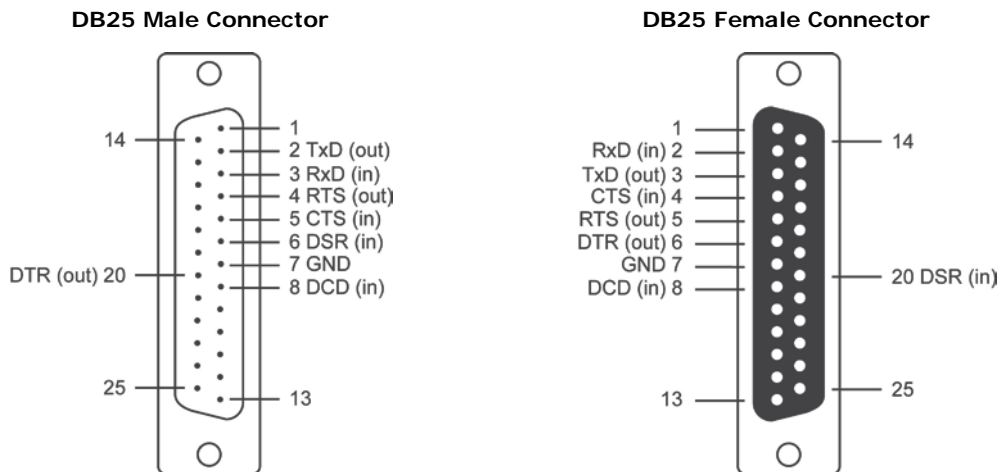 DB25 Male Connector
1
14
2 TxD (out)
3 RxD (in)
4 RTS (out)
5 CTS (in)
6 DSR (in)
7 GND
DTR (out) 20
8 DCD (in)
25
13
DB25 Female Connector
1
14
RxD (in) 2
TxD (out) 3
CTS (in) 4
RTS (out) 5
DTR (out) 6
GND 7
20 DSR (in)
DCD (in) 8
25
13